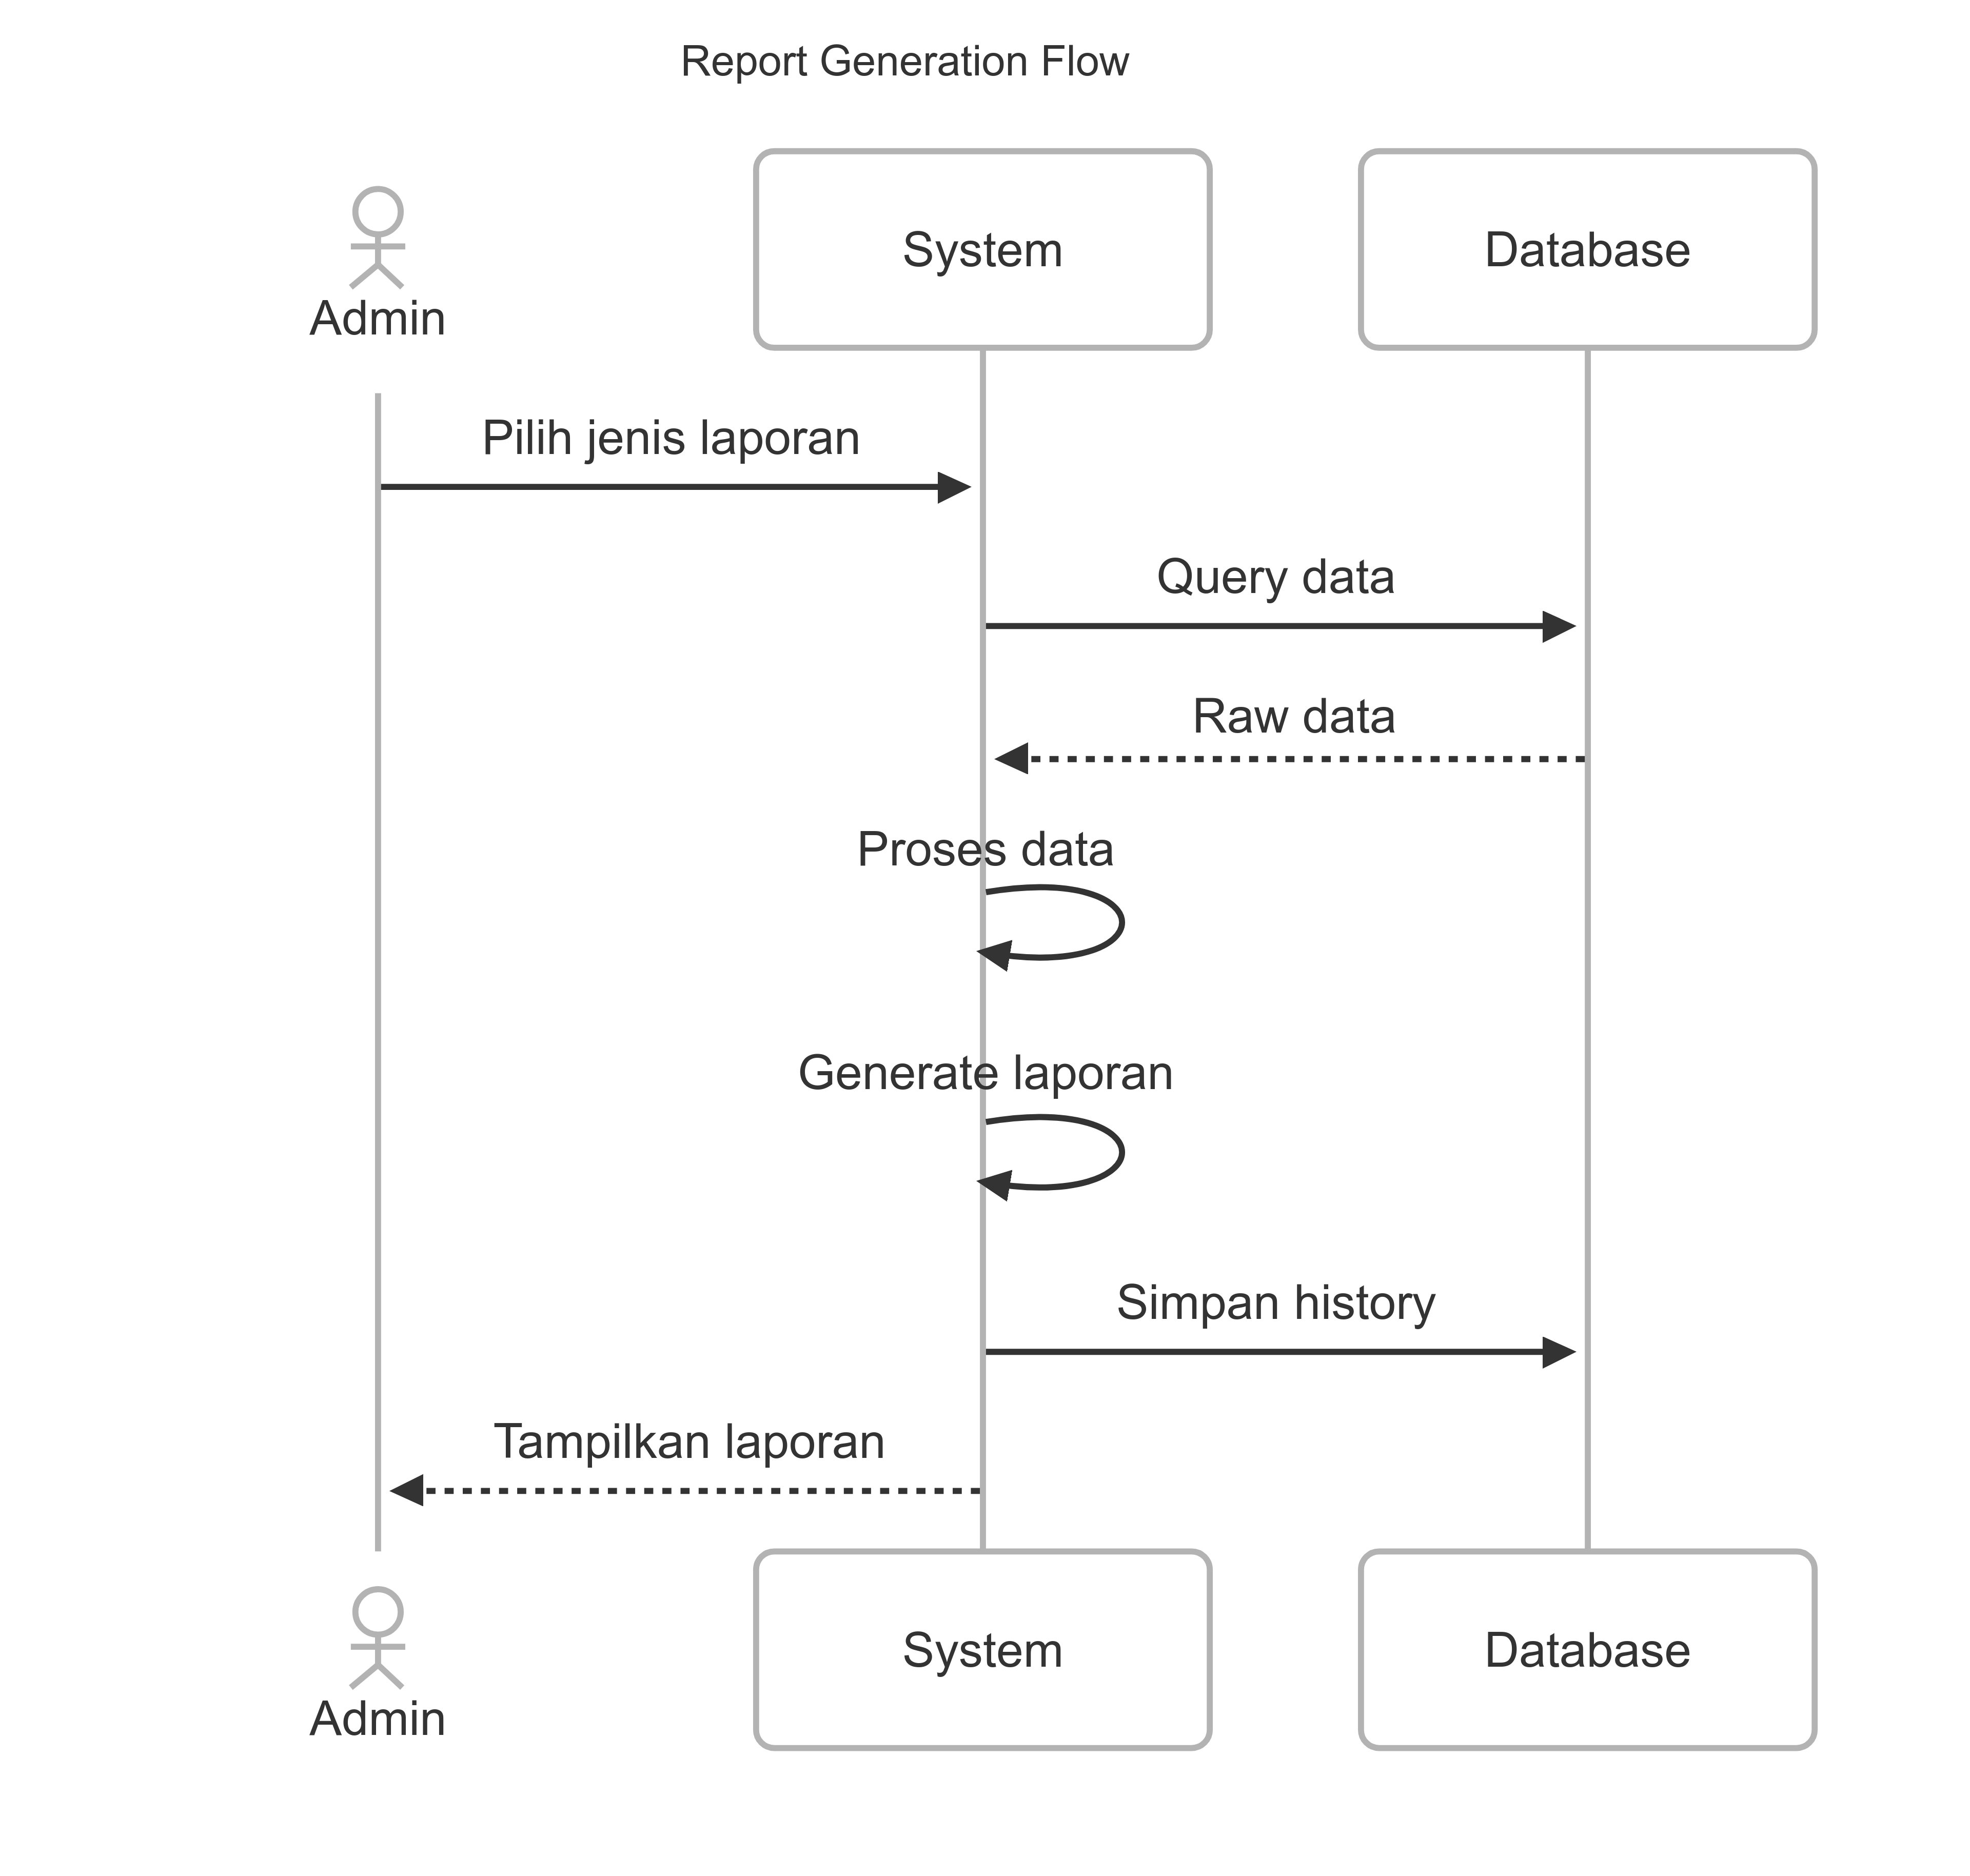 Report Generation Flow
Admin
System
Database
Pilih jenis laporan
Query data
Raw data
Proses data
Generate laporan
Simpan history
Tampilkan laporan
Admin
System
Database